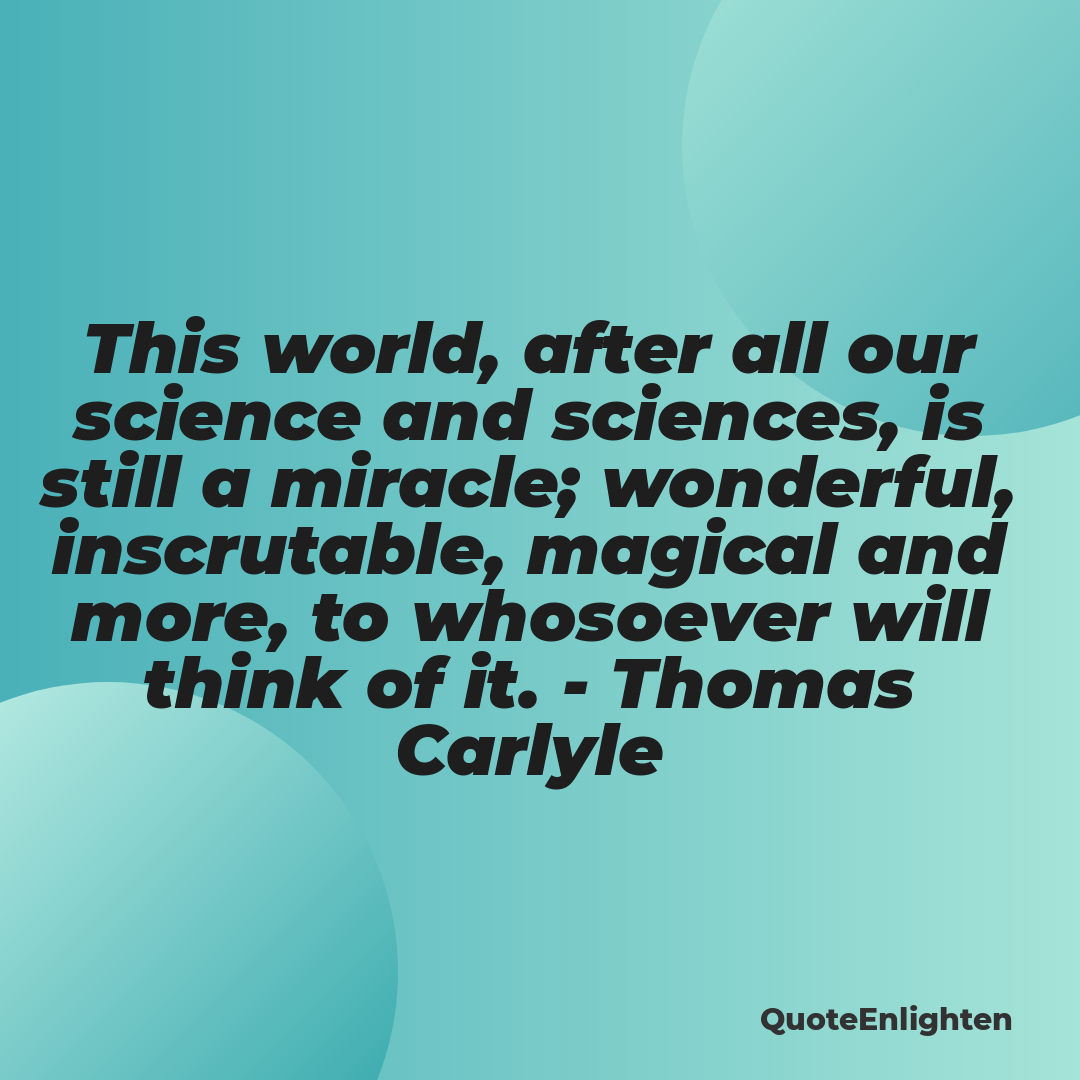 This world, after all our
science and sciences, is
still a miracle; wonderful,
inscrutable, magical and
more, to whosoever will
think of it. - Thomas
Carlyle
QuoteEnlighten